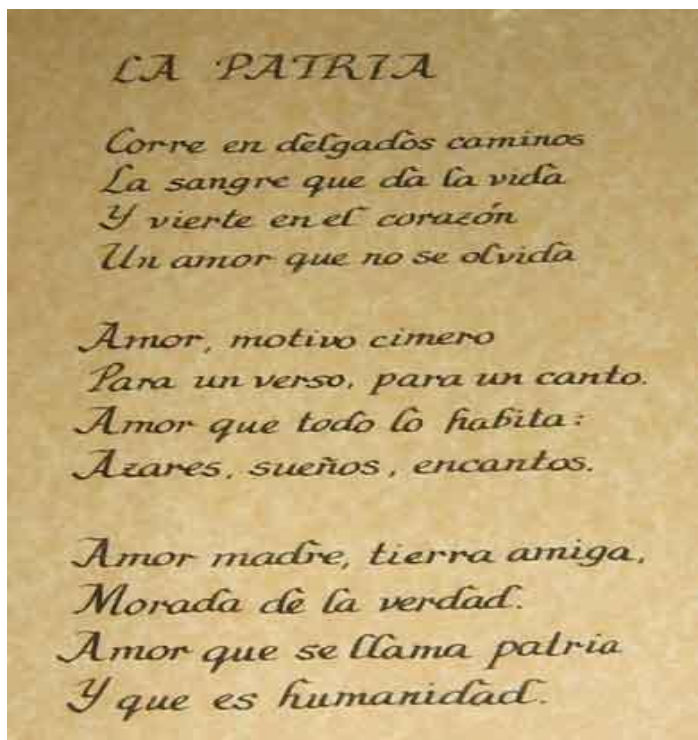 LA PATRIA
Corre en delgados caminos
La sangre que da la vida
Y vierte en el corazón
Un amor que no se olvida
Amor, motivo cimero
Para un verso, para un canto.
Amor que todo lo habita:
Azares, sueños, encantos.
Amor madre, tierra amiga,
Morada de la verdad.
Amor que se llama patria
Y que es humanidad.